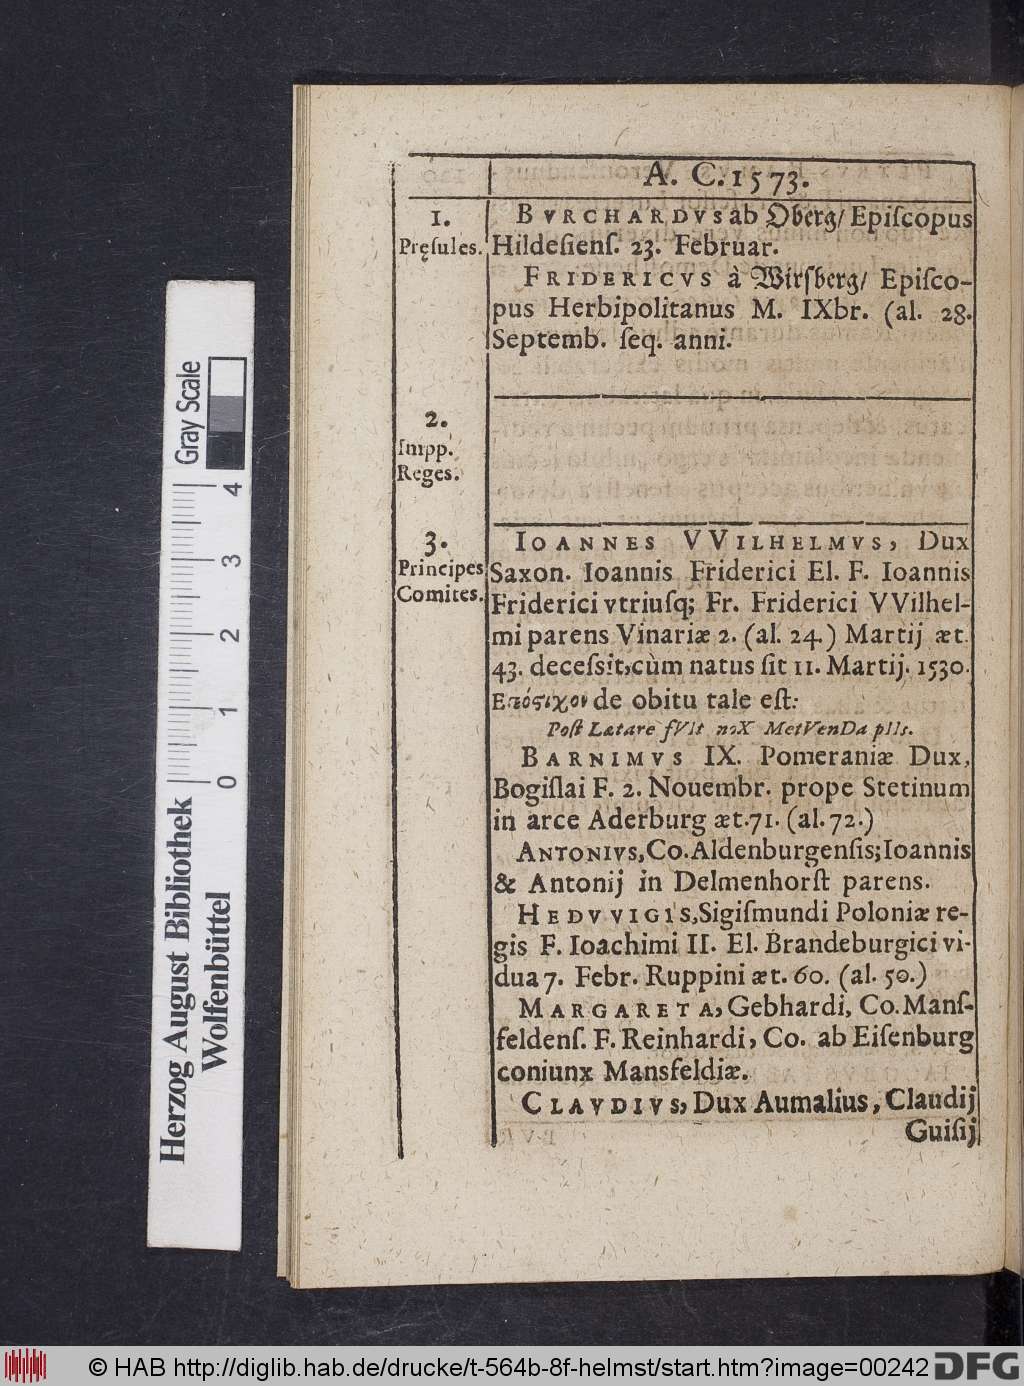 A. C. 1573.
1.
Pręsules.
BVRCHARDVS ab Oberg/ Episcopus
Hildesiens. 23. Februar.
FRIDERICVS à Wirsberg/ Episco-
pus Herbipolitanus M. IXbr. (al. 28.
Septemb. seq. anni.
2.
Impp.
Reges.
3.
Principes
Comites.
IOANNES VVILHELMVS, Dux
Saxon. Ioannis Friderici El. F. Ioannis
Friderici vtriusq; Fr. Friderici VVilhel-
mi parens Vinariæ 2. (al. 24.) Martij æt.
43. decessit, cùm natus sit 11. Martij. 1530.
Επόςιχον de obitu tale est:
Post Lætare fVIt noX MetVenDa pIIs.
BARNIMVS IX. Pomeraniæ Dux,
Bogislai F. 2. Nouembr. prope Stetinum
in arce Aderburg æt. 71. (al. 72.)
ANTONIVS, Co. Aldenburgensis; Ioannis
& Antonij in Delmenhorst parens.
HEDVVIGIS, Sigismundi Poloniæ re-
gis F. Ioachimi II. El. Brandeburgici vi-
dua 7. Febr. Ruppini æt. 60. (al. 50.)
MARGARETA, Gebhardi, Co. Mans-
feldens. F. Reinhardi, Co. ab Eisenburg
coniunx Mansfeldiæ.
CLAVDIVS, Dux Aumalius, Claudij
Guisij
Gray Scale
0 1 2 3 4
Herzog August Bibliothek
Wolfenbüttel
© HAB http://diglib.hab.de/drucke/t-564b-8f-helmst/start.htm?image=00242
DFG